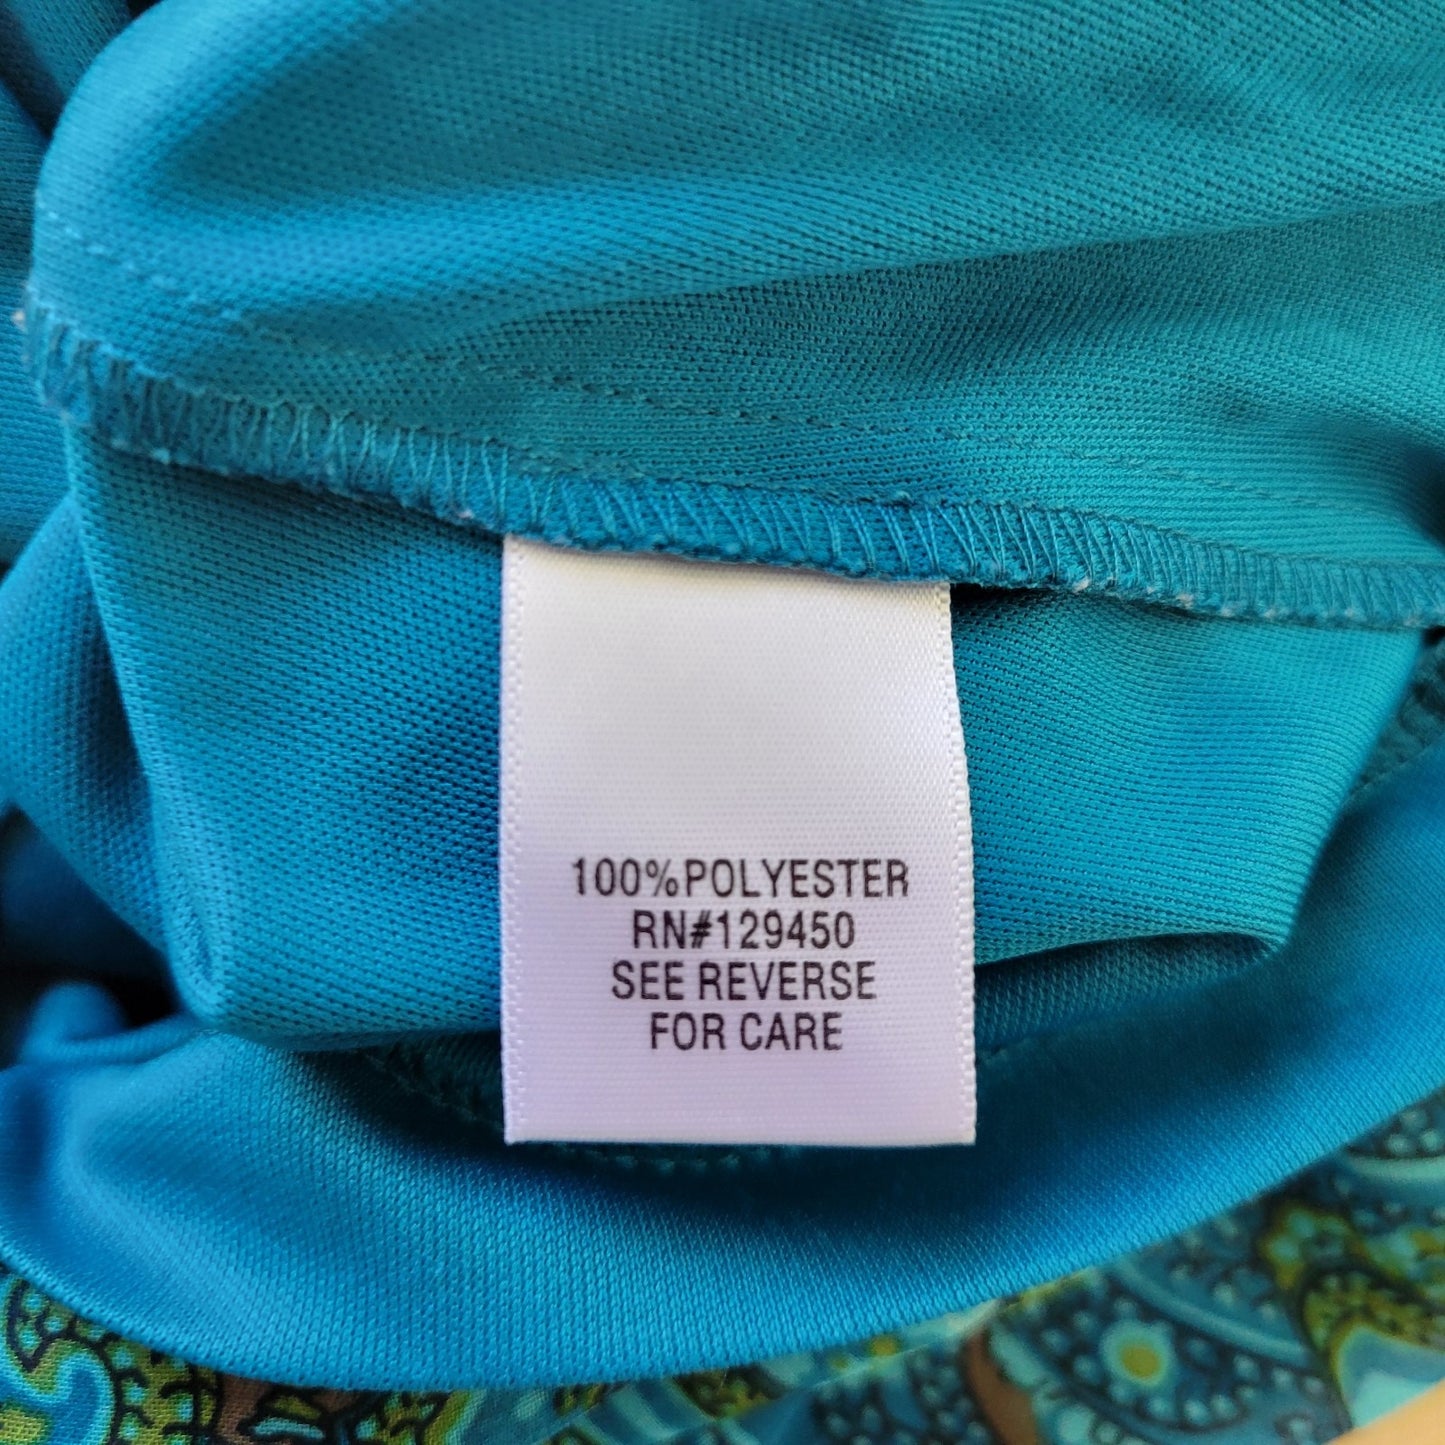 100%POLYESTER
RN#129450
SEE REVERSE
FOR CARE